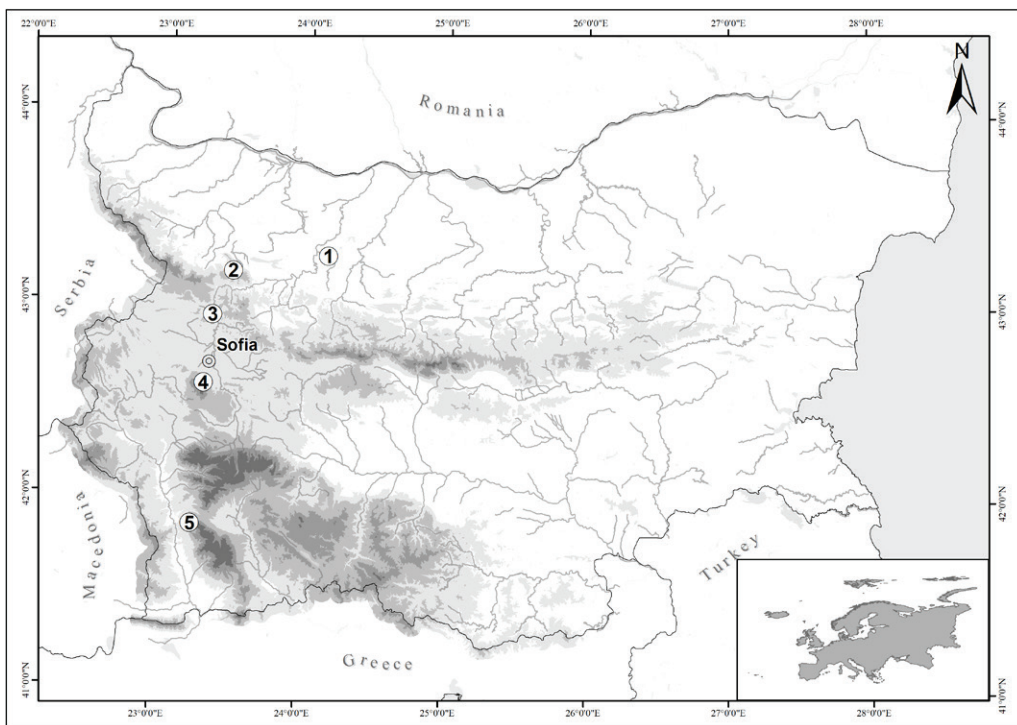 22°0'0"E 23°0'0"E 24°0'0"E 25°0'0"E 26°0'0"E 27°0'0"E 28°0'0"E
N
Romania
44°0'0"N 44°0'0"N
1
2
Serbia
43°0'0"N 43°0'0"N
3
Sofia
4
42°0'0"N 42°0'0"N
5
Macedonia
Turkey
Greece
41°0'0"N 41°0'0"N
23°0'0"E 24°0'0"E 25°0'0"E 26°0'0"E 27°0'0"E 28°0'0"E